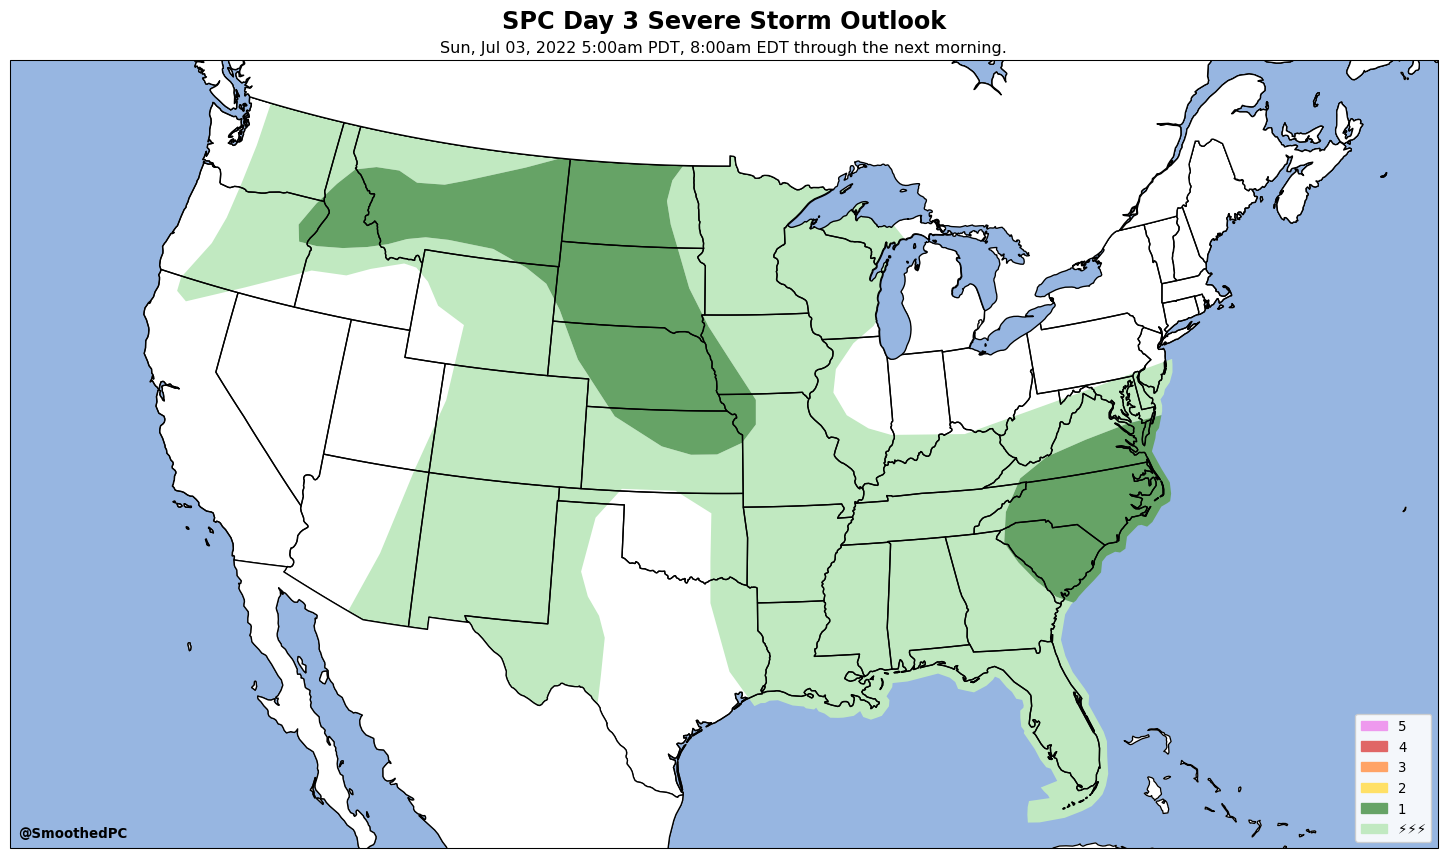 SPC Day 3 Severe Storm Outlook
Sun, Jul 03, 2022 5:00am PDT, 8:00am EDT through the next morning.
5
4
3
2
1
⚡⚡⚡
@SmoothedPC